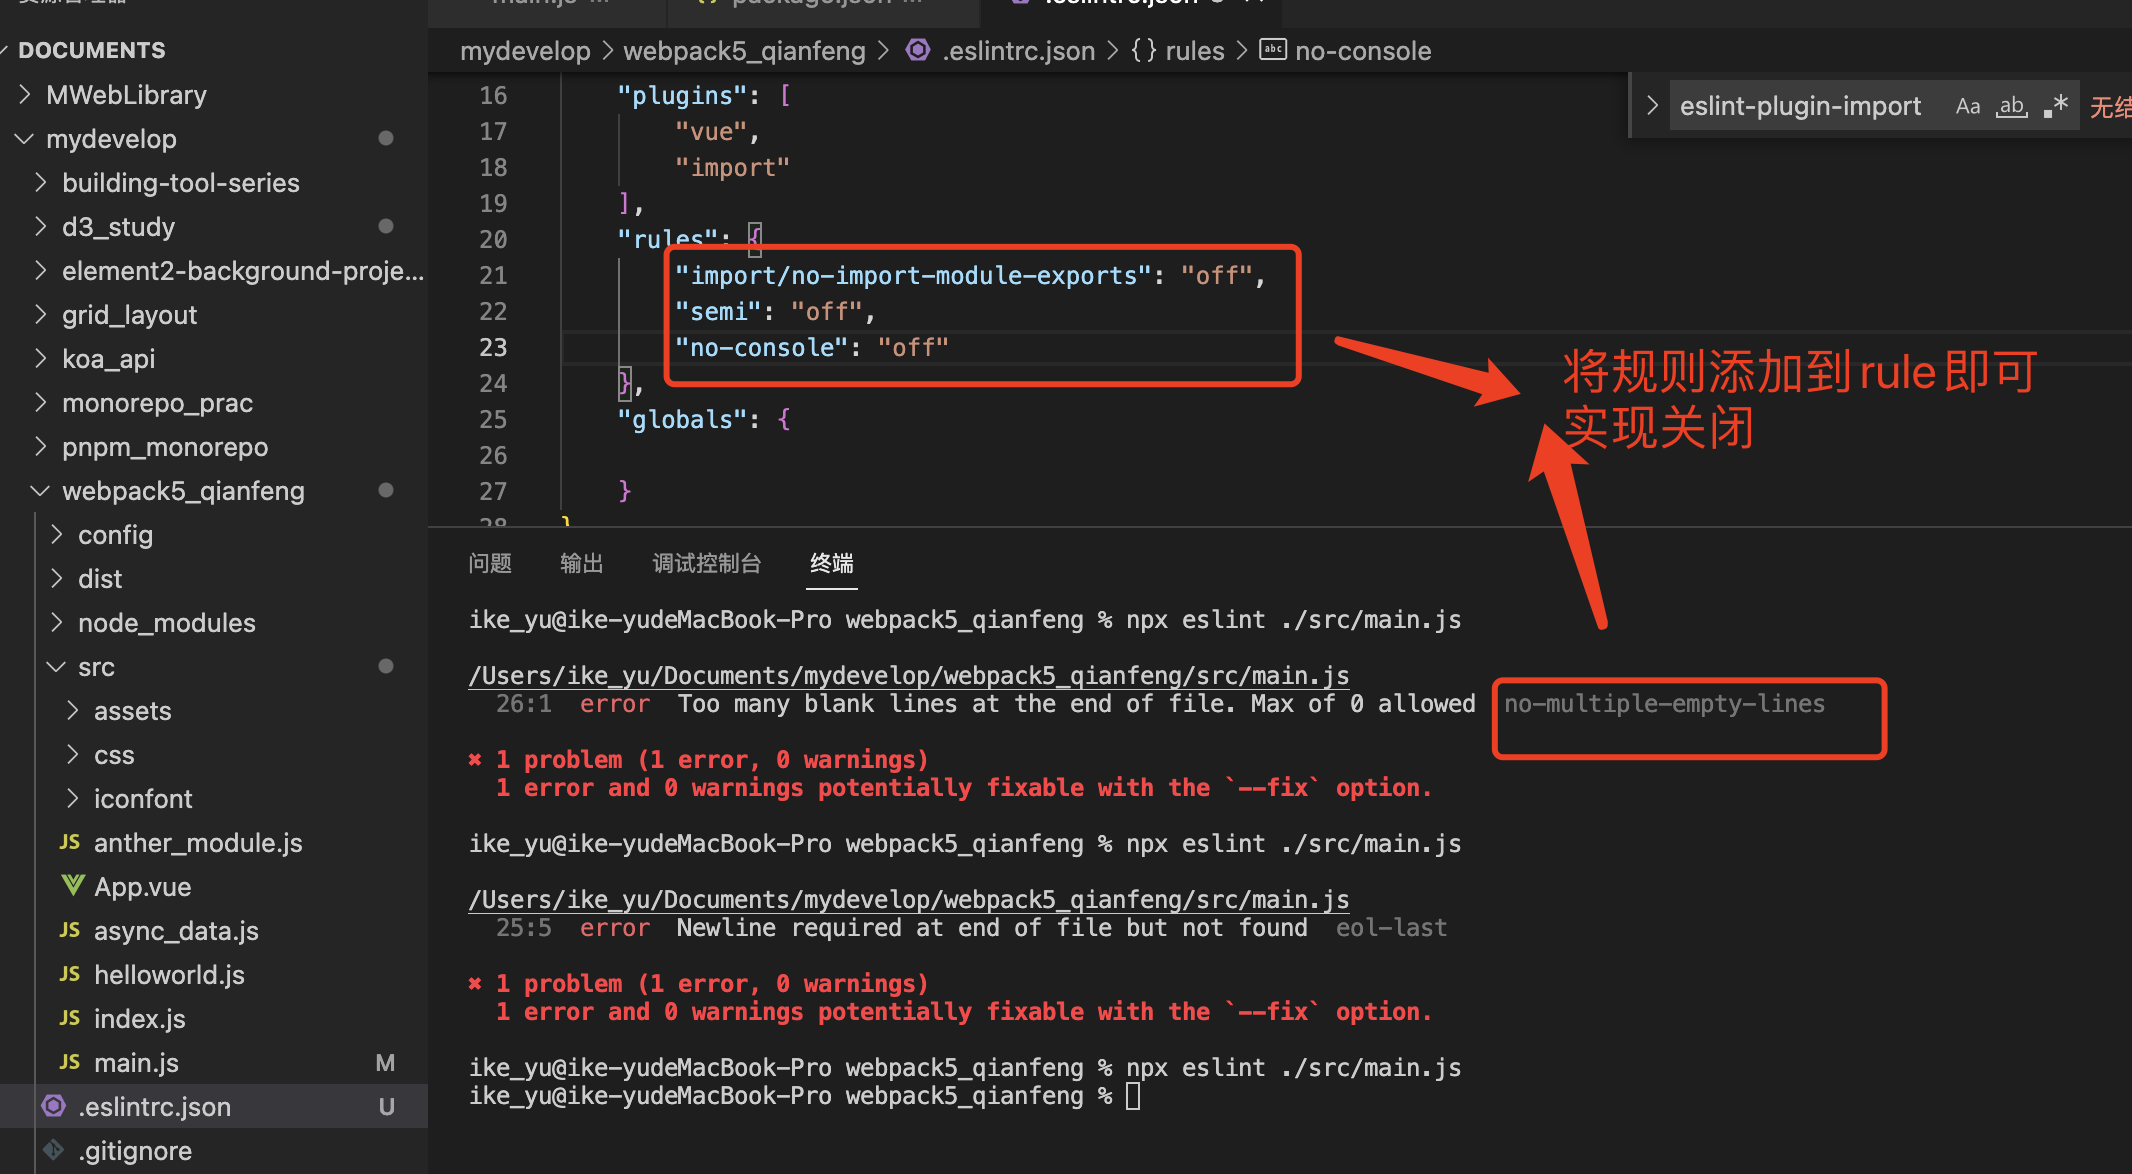 DOCUMENTS
MWebLibrary
mydevelop
building-tool-series
d3_study
element2-background-proje...
grid_layout
koa_api
monorepo_prac
pnpm_monorepo
webpack5_qianfeng
config
dist
node_modules
src
assets
css
iconfont
JS anther_module.js
App.vue
JS async_data.js
JS helloworld.js
JS index.js
JS main.js M
.eslintrc.json U
.gitignore
mydevelop > webpack5_qianfeng > .eslintrc.json > {} rules > abc no-console
eslint-plugin-import Aa ab .* 无结
16 "plugins": [
17 "vue",
18 "import"
19 ],
20 "rules": {
21 "import/no-import-module-exports": "off",
22 "semi": "off",
23 "no-console": "off"
24 },
25 "globals": {
26
27 }
28 }
将规则添加到rule即可
实现关闭
问题 输出 调试控制台 终端
ike_yu@ike-yudeMacBook-Pro webpack5_qianfeng % npx eslint ./src/main.js
/Users/ike_yu/Documents/mydevelop/webpack5_qianfeng/src/main.js
26:1 error Too many blank lines at the end of file. Max of 0 allowed no-multiple-empty-lines
✖ 1 problem (1 error, 0 warnings)
1 error and 0 warnings potentially fixable with the `--fix` option.
ike_yu@ike-yudeMacBook-Pro webpack5_qianfeng % npx eslint ./src/main.js
/Users/ike_yu/Documents/mydevelop/webpack5_qianfeng/src/main.js
25:5 error Newline required at end of file but not found eol-last
✖ 1 problem (1 error, 0 warnings)
1 error and 0 warnings potentially fixable with the `--fix` option.
ike_yu@ike-yudeMacBook-Pro webpack5_qianfeng % npx eslint ./src/main.js
ike_yu@ike-yudeMacBook-Pro webpack5_qianfeng %